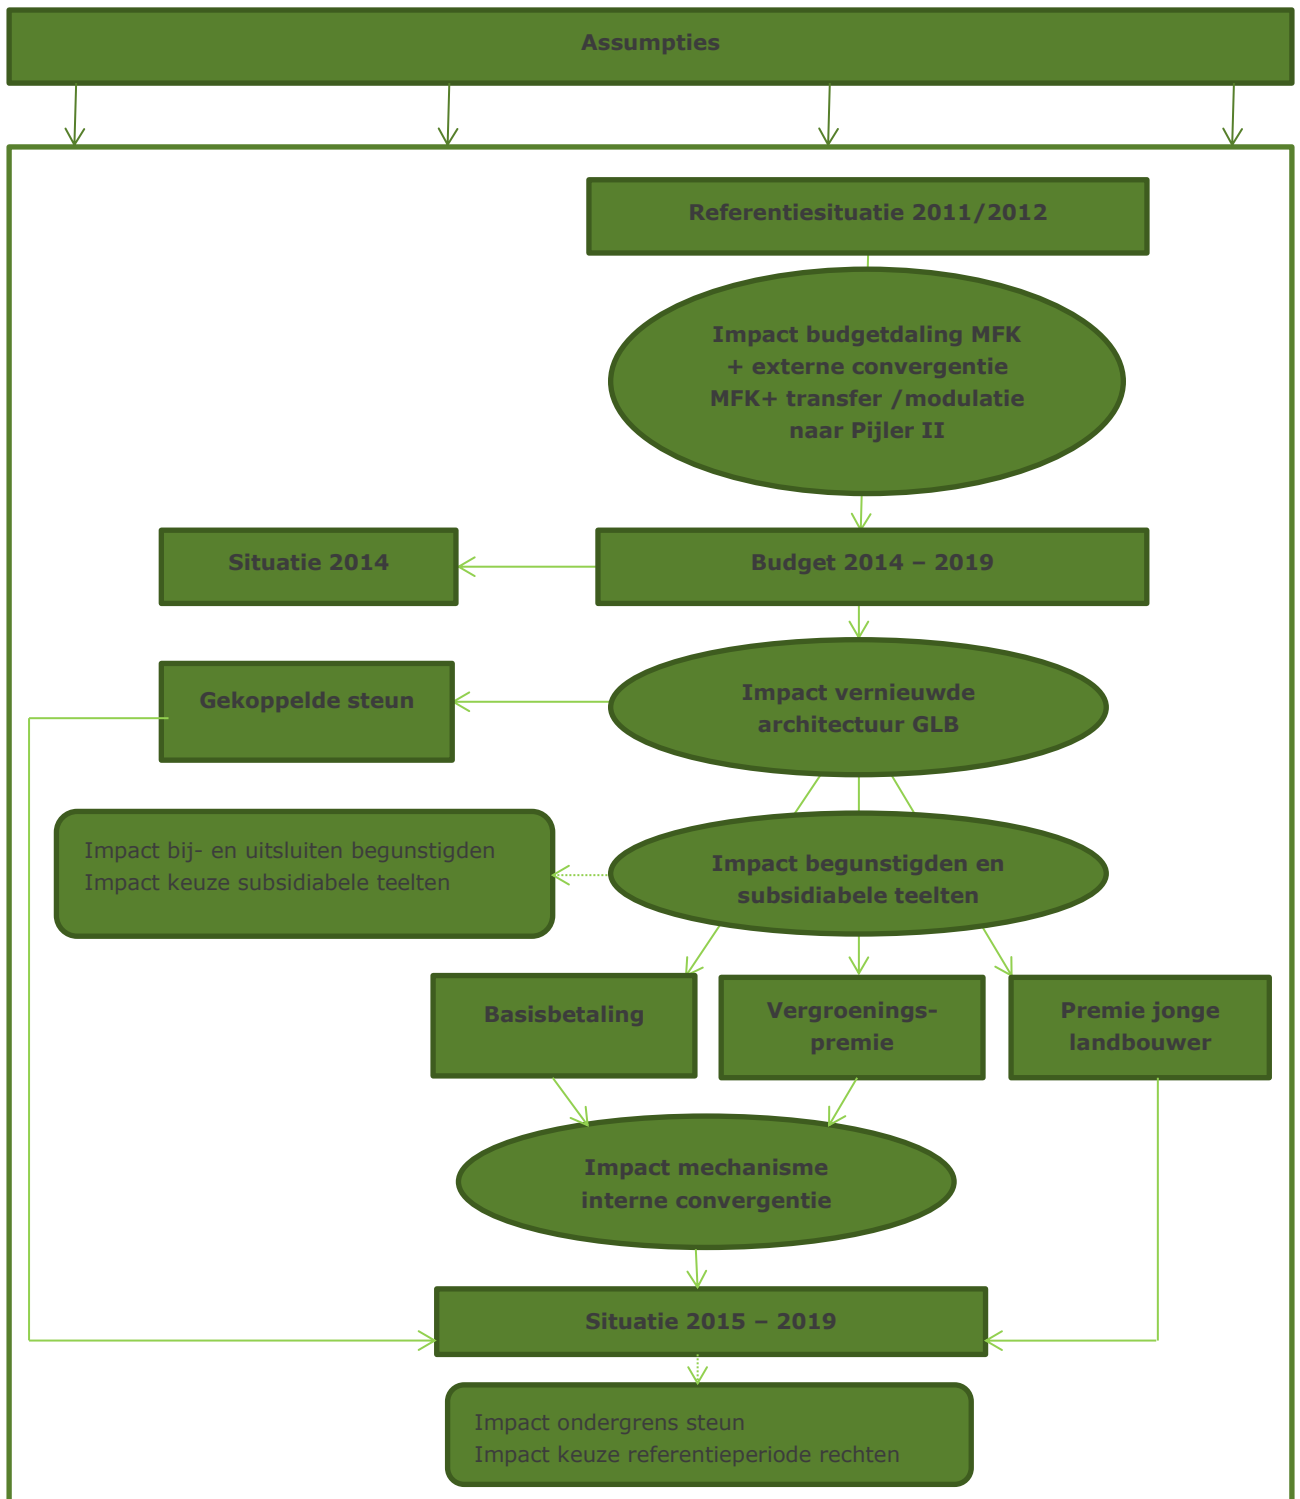 Assumpties
Referentiesituatie 2011/2012
Impact budgetdaling MFK
+ externe convergentie
MFK+ transfer /modulatie
naar Pijler II
Situatie 2014
Budget 2014 – 2019
Gekoppelde steun
Impact vernieuwde
architectuur GLB
Impact bij- en uitsluiten begunstigden
Impact keuze subsidiabele teelten
Impact begunstigden en
subsidiabele teelten
Basisbetaling
Vergroenings-
premie
Premie jonge
landbouwer
Impact mechanisme
interne convergentie
Situatie 2015 – 2019
Impact ondergrens steun
Impact keuze referentieperiode rechten